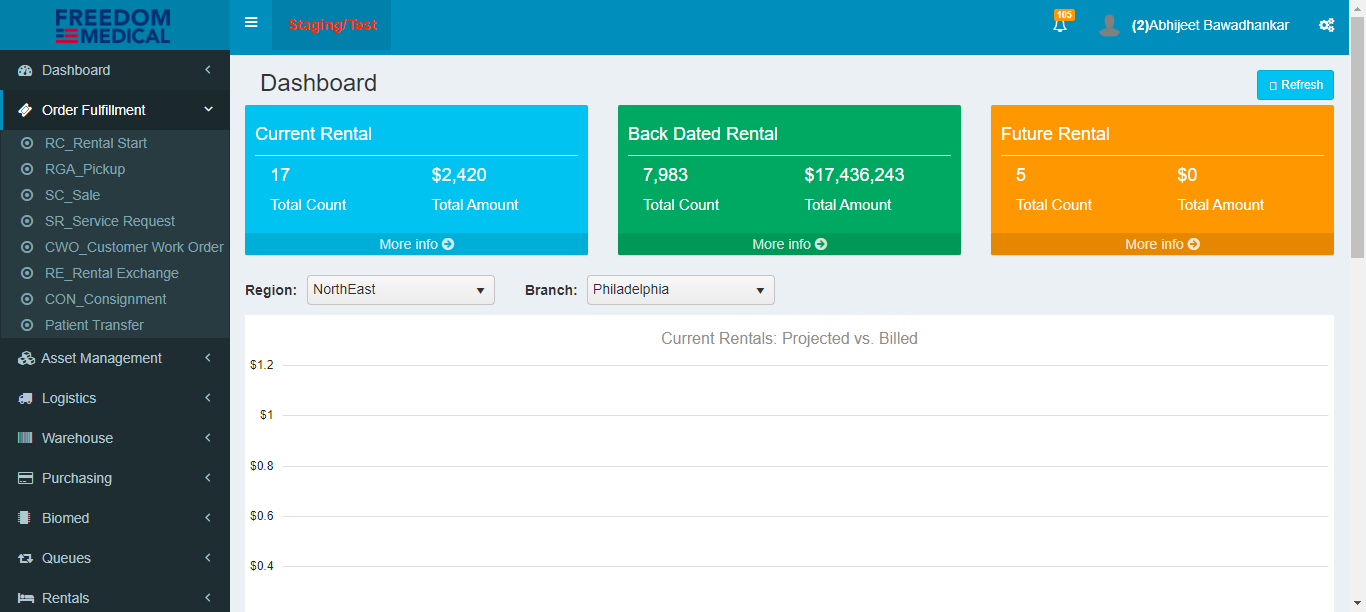 FREEDOM
MEDICAL
Staging/Test
105
(2)Abhijeet Bawadhankar
Dashboard
Order Fulfillment
RC_Rental Start
RGA_Pickup
SC_Sale
SR_Service Request
CWO_Customer Work Order
RE_Rental Exchange
CON_Consignment
Patient Transfer
Asset Management
Logistics
Warehouse
Purchasing
Biomed
Queues
Rentals
Dashboard
Refresh
Current Rental
17 $2,420
Total Count Total Amount
More info
Back Dated Rental
7,983 $17,436,243
Total Count Total Amount
More info
Future Rental
5 $0
Total Count Total Amount
More info
Region: NorthEast Branch: Philadelphia
Current Rentals: Projected vs. Billed
$1.2
$1
$0.8
$0.6
$0.4